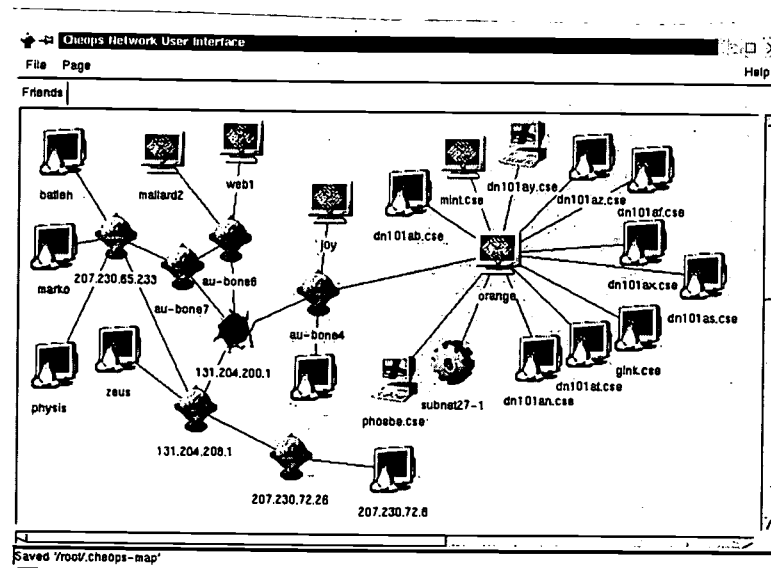 Cheops Network User Interface
File Page Help
Friends
batleh
mallard2
web1
joy
mint.cse
dn101ay.cse
dn101az.cse
dn101af.cse
dn101ab.cse
marko
207.230.65.233
au-bone7
au-bone6
orange
dn101ax.cse
dn101as.cse
au-bone4
131.204.200.1
physis
zeus
phoebe.cse
subnet27-1
dn101an.cse
dn101at.cse
gink.cse
131.204.208.1
207.230.72.26
207.230.72.6
Saved '/root/.cheops-map'